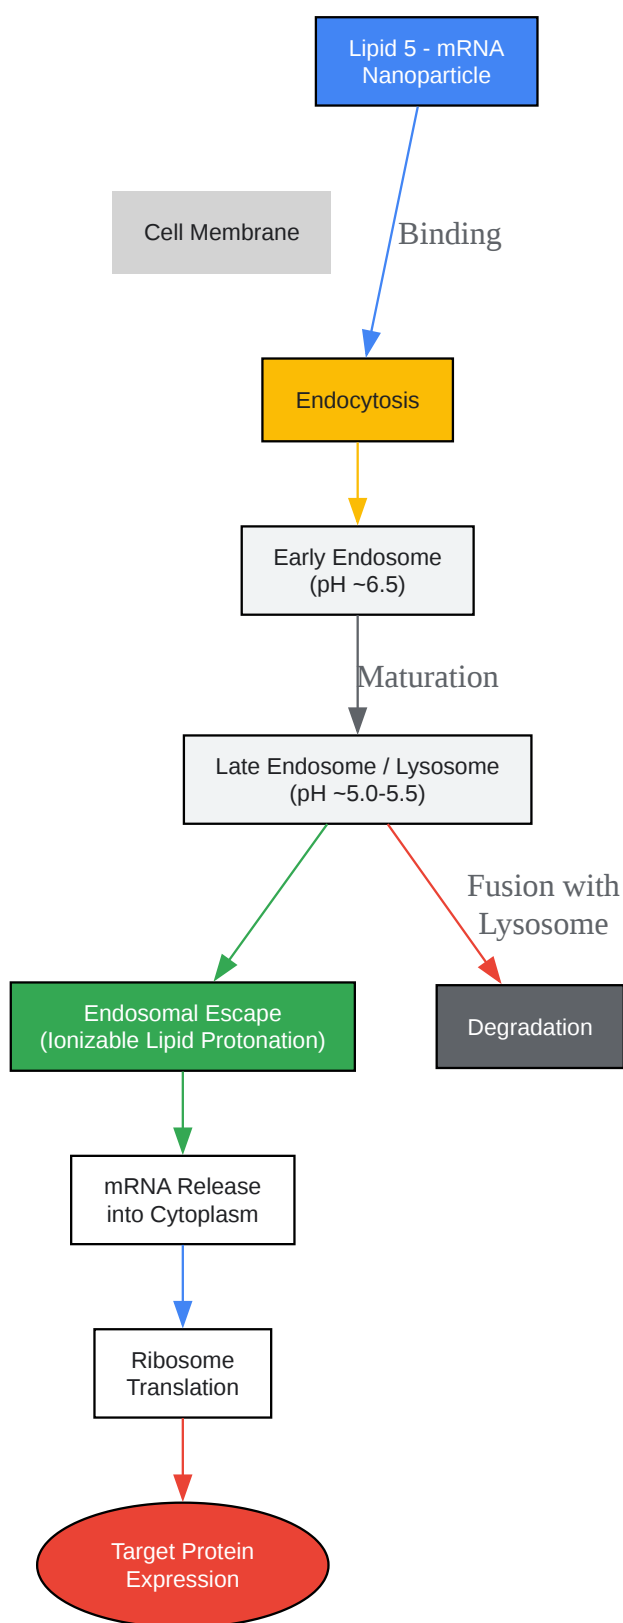 Lipid 5 - mRNA
Nanoparticle
Cell Membrane
Binding
Endocytosis
Early Endosome
(pH ~6.5)
Maturation
Late Endosome / Lysosome
(pH ~5.0-5.5)
Fusion with
Lysosome
Endosomal Escape
(Ionizable Lipid Protonation)
Degradation
mRNA Release
into Cytoplasm
Ribosome
Translation
Target Protein
Expression